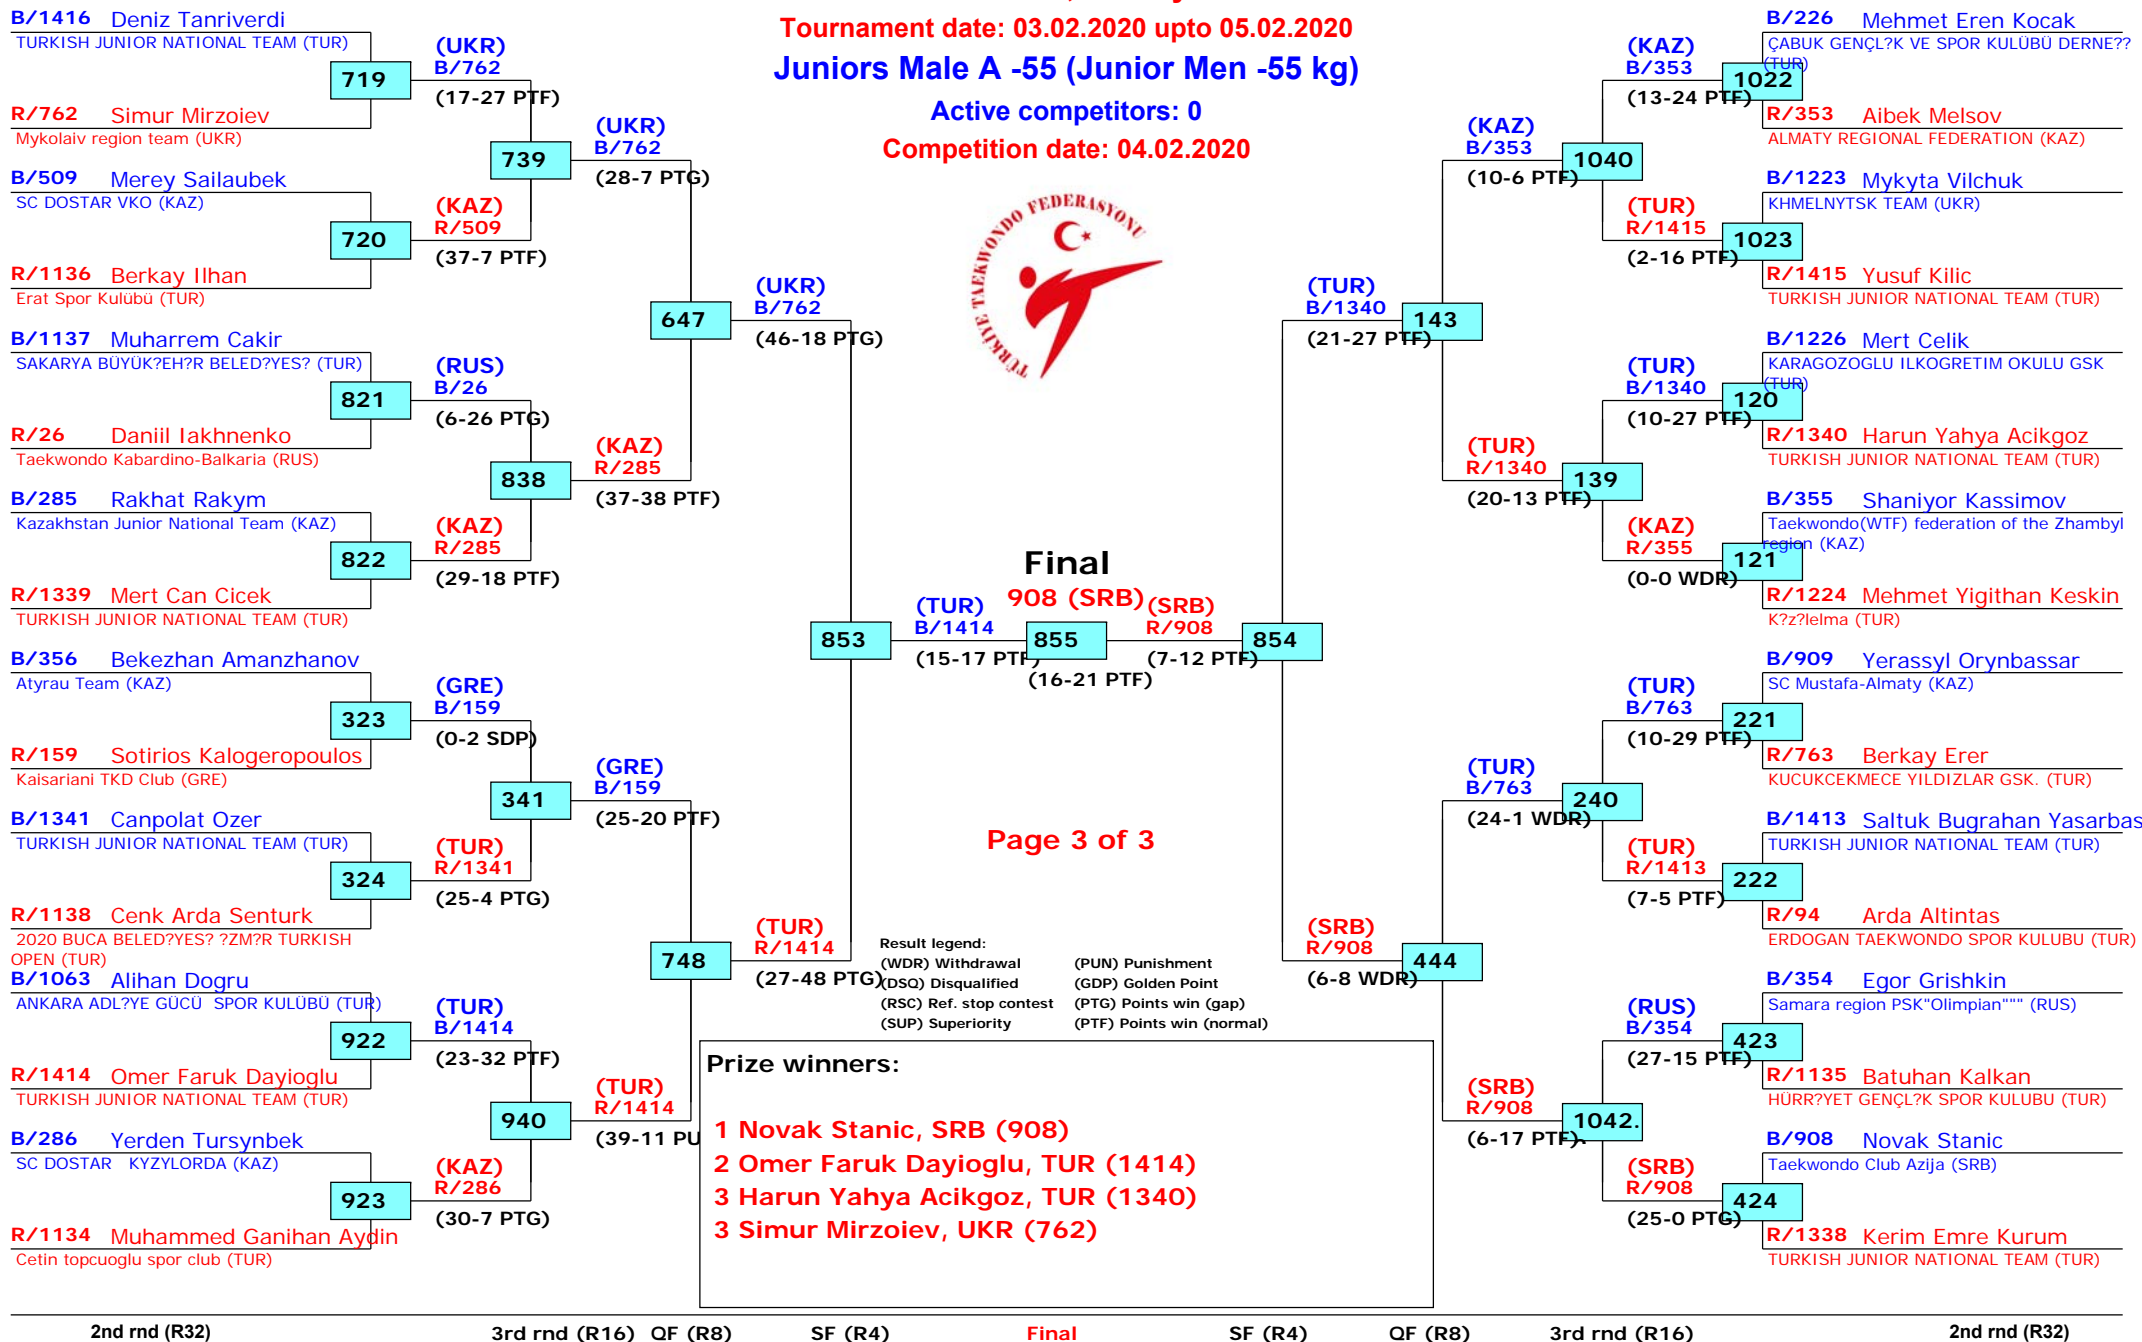 Tournament date: 03.02.2020 upto 05.02.2020
Juniors Male A -55 (Junior Men -55 kg)
Active competitors: 0
Competition date: 04.02.2020
TÜRKİYE TAEKWONDO FEDERASYONU
B/1416 Deniz Tanriverdi
TURKISH JUNIOR NATIONAL TEAM (TUR)
719
R/762 Simur Mirzoiev
Mykolaiv region team (UKR)
B/509 Merey Sailaubek
SC DOSTAR VKO (KAZ)
720
R/1136 Berkay Ilhan
Erat Spor Kulübü (TUR)
B/1137 Muharrem Cakir
SAKARYA BÜYÜK?EH?R BELED?YES? (TUR)
821
R/26 Daniil Iakhnenko
Taekwondo Kabardino-Balkaria (RUS)
B/285 Rakhat Rakym
Kazakhstan Junior National Team (KAZ)
822
R/1339 Mert Can Cicek
TURKISH JUNIOR NATIONAL TEAM (TUR)
B/356 Bekezhan Amanzhanov
Atyrau Team (KAZ)
323
R/159 Sotirios Kalogeropoulos
Kaisariani TKD Club (GRE)
B/1341 Canpolat Ozer
TURKISH JUNIOR NATIONAL TEAM (TUR)
324
R/1138 Cenk Arda Senturk
2020 BUCA BELED?YES? ?ZM?R TURKISH
OPEN (TUR)
B/1063 Alihan Dogru
ANKARA ADL?YE GÜCÜ SPOR KULÜBÜ (TUR)
922
R/1414 Omer Faruk Dayioglu
TURKISH JUNIOR NATIONAL TEAM (TUR)
B/286 Yerden Tursynbek
SC DOSTAR KYZYLORDA (KAZ)
923
R/1134 Muhammed Ganihan Aydin
Cetin topcuoglu spor club (TUR)
(UKR)
B/762
(17-27 PTF)
739
(KAZ)
R/509
(37-7 PTF)
(RUS)
B/26
(6-26 PTG)
838
(KAZ)
R/285
(29-18 PTF)
(GRE)
B/159
(0-2 SDP)
341
(TUR)
R/1341
(25-4 PTG)
(TUR)
B/1414
(23-32 PTF)
940
(KAZ)
R/286
(30-7 PTG)
(UKR)
B/762
(28-7 PTG)
647
(KAZ)
R/285
(37-38 PTF)
(GRE)
B/159
(25-20 PTF)
748
(TUR)
R/1414
(39-11 PU
(UKR)
B/762
(46-18 PTG)
853
(TUR)
R/1414
(27-48 PTG)
(TUR)
B/1414
(15-17 PTF)
Final
908 (SRB)
855
(16-21 PTF)
(SRB)
R/908
(7-12 PTF)
854
(TUR)
B/1340
(21-27 PTF)
143
(SRB)
R/908
(6-8 WDR)
444
(KAZ)
B/353
(10-6 PTF)
1040
(TUR)
R/1340
(20-13 PTF)
139
(TUR)
B/763
(24-1 WDR)
240
(SRB)
R/908
(6-17 PTF).
1042.
(KAZ)
B/353
(13-24 PTF)
1022
(TUR)
R/1415
(2-16 PTF)
1023
(TUR)
B/1340
(10-27 PTF)
120
(KAZ)
R/355
(0-0 WDR)
121
(TUR)
B/763
(10-29 PTF)
221
(TUR)
R/1413
(7-5 PTF)
222
(RUS)
B/354
(27-15 PTF)
423
(SRB)
R/908
(25-0 PTG)
424
B/226 Mehmet Eren Kocak
ÇABUK GENÇL?K VE SPOR KULÜBÜ DERNE??
(TUR)
R/353 Aibek Melsov
ALMATY REGIONAL FEDERATION (KAZ)
B/1223 Mykyta Vilchuk
KHMELNYTSK TEAM (UKR)
R/1415 Yusuf Kilic
TURKISH JUNIOR NATIONAL TEAM (TUR)
B/1226 Mert Celik
KARAGOZOGLU ILKOGRETIM OKULU GSK
(TUR)
R/1340 Harun Yahya Acikgoz
TURKISH JUNIOR NATIONAL TEAM (TUR)
B/355 Shaniyor Kassimov
Taekwondo(WTF) federation of the Zhambyl
region (KAZ)
R/1224 Mehmet Yigithan Keskin
K?z?lelma (TUR)
B/909 Yerassyl Orynbassar
SC Mustafa-Almaty (KAZ)
R/763 Berkay Erer
KUCUKCEKMECE YILDIZLAR GSK. (TUR)
B/1413 Saltuk Bugrahan Yasarbas
TURKISH JUNIOR NATIONAL TEAM (TUR)
R/94 Arda Altintas
ERDOGAN TAEKWONDO SPOR KULUBU (TUR)
B/354 Egor Grishkin
Samara region PSK"Olimpian""" (RUS)
R/1135 Batuhan Kalkan
HÜRR?YET GENÇL?K SPOR KULUBU (TUR)
B/908 Novak Stanic
Taekwondo Club Azija (SRB)
R/1338 Kerim Emre Kurum
TURKISH JUNIOR NATIONAL TEAM (TUR)
Page 3 of 3
Result legend:
(WDR) Withdrawal (PUN) Punishment
(DSQ) Disqualified (GDP) Golden Point
(RSC) Ref. stop contest (PTG) Points win (gap)
(SUP) Superiority (PTF) Points win (normal)
Prize winners:
1 Novak Stanic, SRB (908)
2 Omer Faruk Dayioglu, TUR (1414)
3 Harun Yahya Acikgoz, TUR (1340)
3 Simur Mirzoiev, UKR (762)
2nd rnd (R32) 3rd rnd (R16) QF (R8) SF (R4) Final SF (R4) QF (R8) 3rd rnd (R16) 2nd rnd (R32)